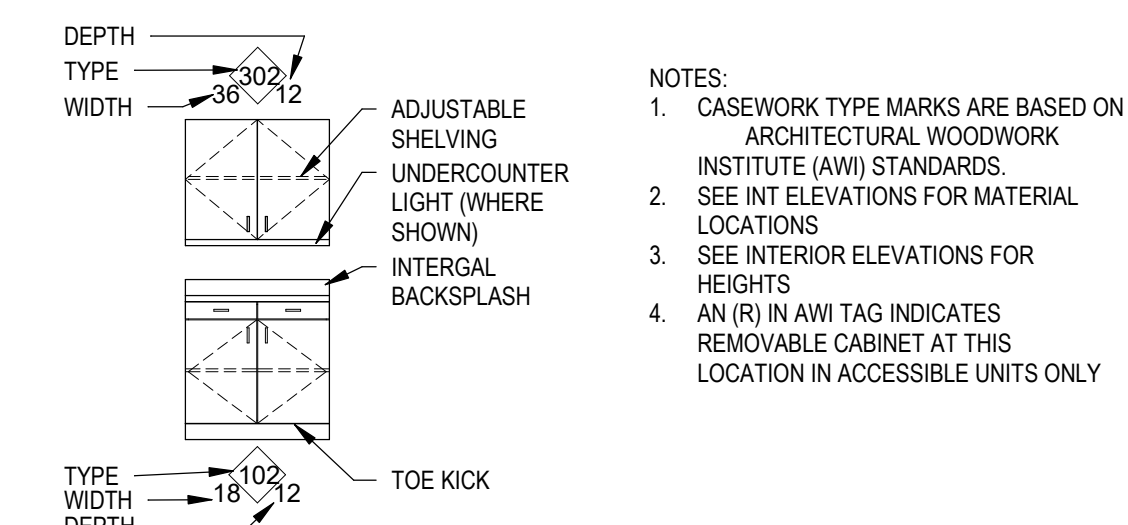 DEPTH
TYPE
WIDTH
302
36
12
ADJUSTABLE
SHELVING
UNDERCOUNTER
LIGHT (WHERE
SHOWN)
INTERGAL
BACKSPLASH
TOE KICK
TYPE
WIDTH
DEPTH
102
18
12
NOTES:
1. CASEWORK TYPE MARKS ARE BASED ON
ARCHITECTURAL WOODWORK
INSTITUTE (AWI) STANDARDS.
2. SEE INT ELEVATIONS FOR MATERIAL
LOCATIONS
3. SEE INTERIOR ELEVATIONS FOR
HEIGHTS
4. AN (R) IN AWI TAG INDICATES
REMOVABLE CABINET AT THIS
LOCATION IN ACCESSIBLE UNITS ONLY